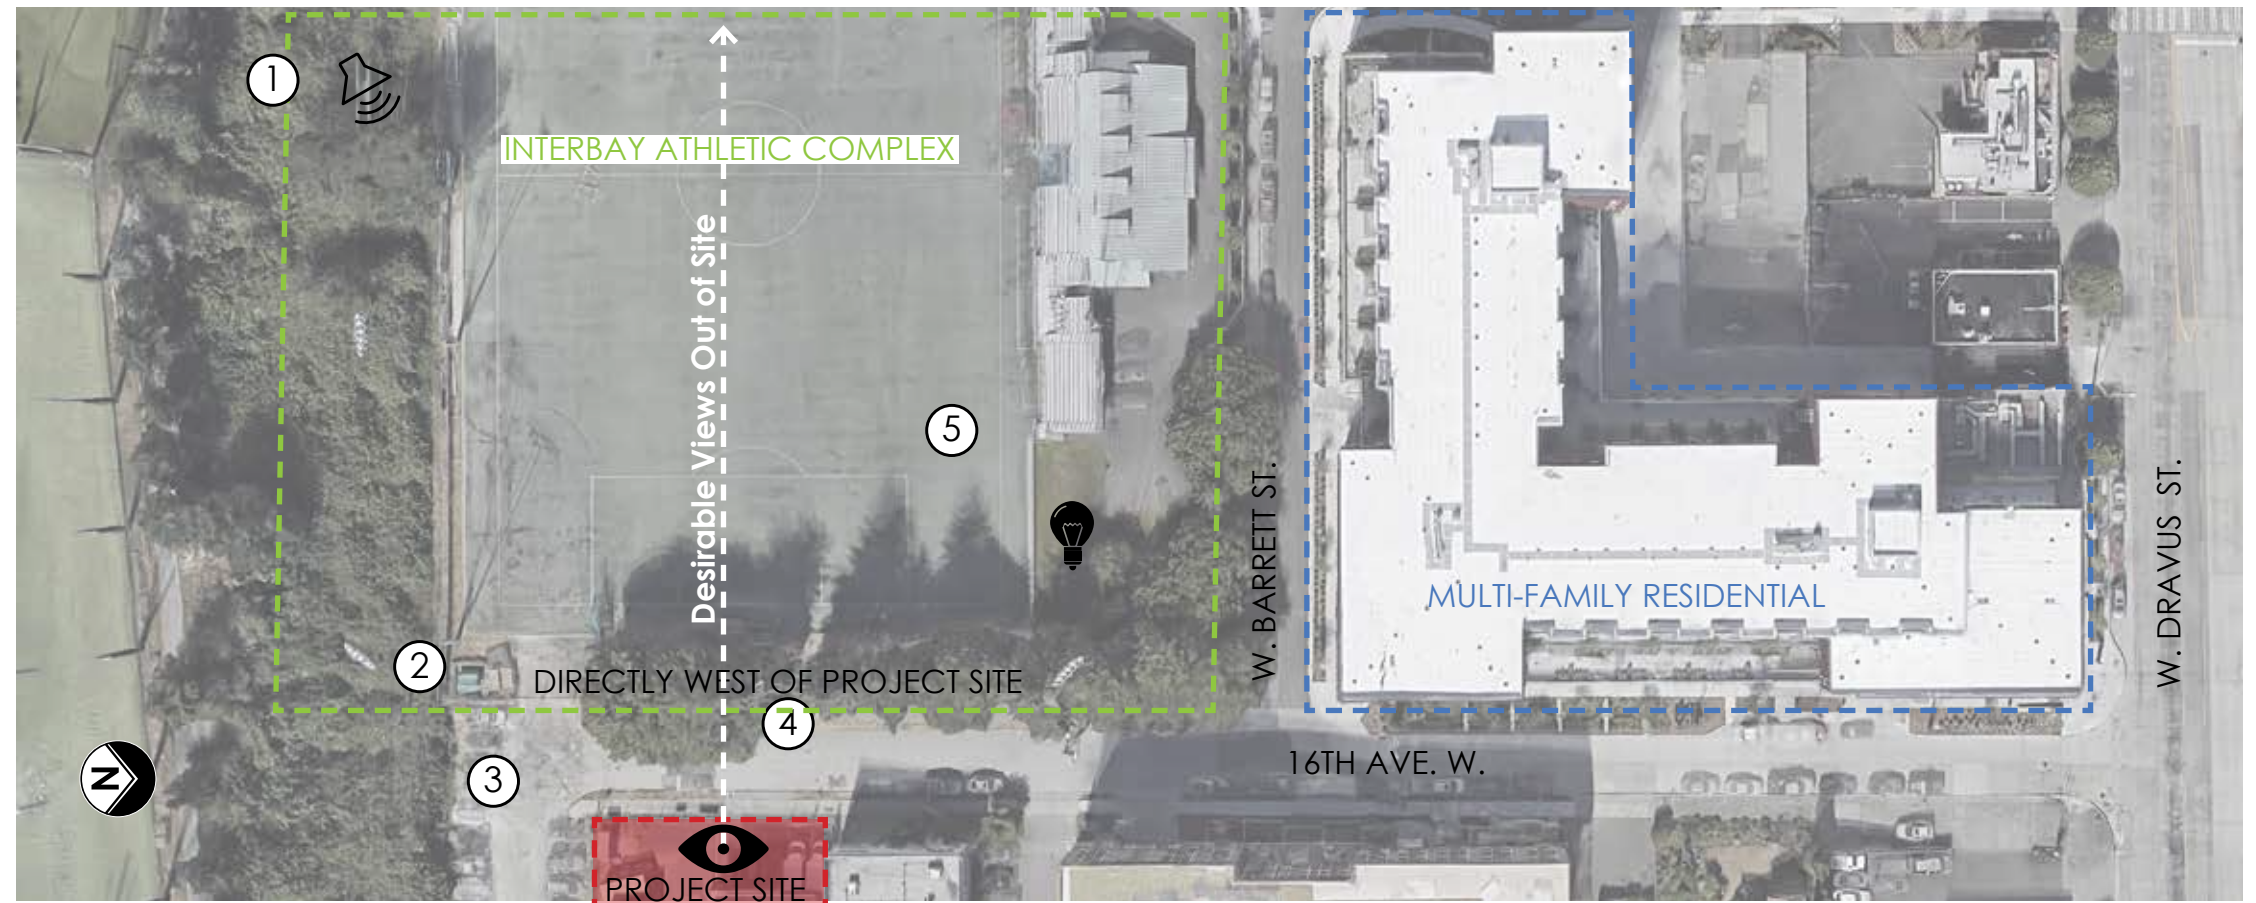 1
INTERBAY ATHLETIC COMPLEX
Desirable Views Out of Site
5
W. BARRETT ST.
MULTI-FAMILY RESIDENTIAL
W. DRAVUS ST.
2
DIRECTLY WEST OF PROJECT SITE
4
16TH AVE. W.
N
3
PROJECT SITE